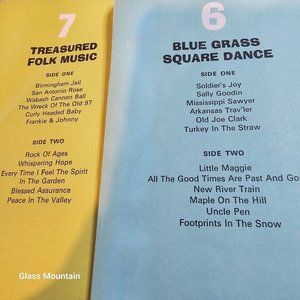 7
TREASURED
FOLK MUSIC
SIDE ONE
Birmingham Jail
San Antonio Rose
Wabash Cannon Ball
The Wreck Of The Old 97
Curly Headed Baby
Frankie & Johnny
SIDE TWO
Rock Of Ages
Whispering Hope
Every Time I Feel The Spirit
In The Garden
Blessed Assurance
Peace In The Valley
6
BLUE GRASS
SQUARE DANCE
SIDE ONE
Soldier's Joy
Sally Goodin
Mississippi Sawyer
Arkansas Trav'ler
Old Joe Clark
Turkey In The Straw
SIDE TWO
Little Maggie
All The Good Times Are Past And Go
New River Train
Maple On The Hill
Uncle Pen
Footprints In The Snow
Glass Mountain